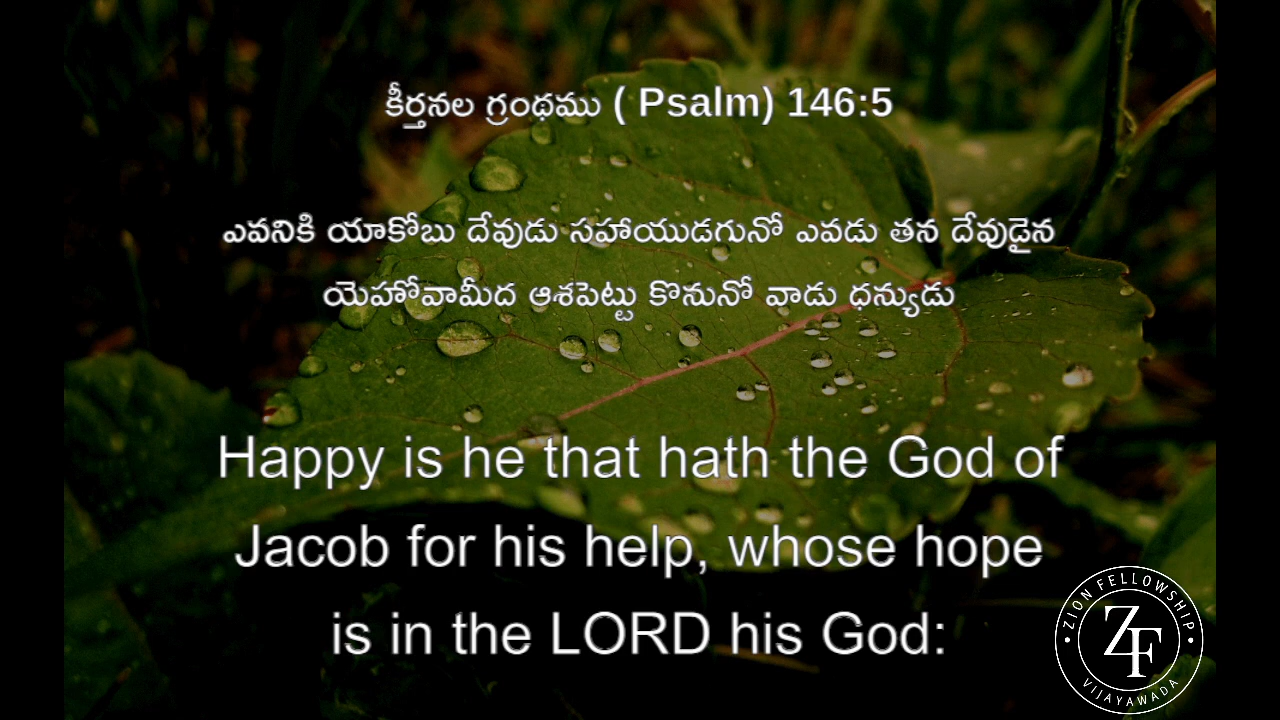 కీర్తనల గ్రంథము ( Psalm) 146:5
ఎవనికి యాకోబు దేవుడు సహాయుడగునో ఎవడు తన దేవుడైన
యెహోవామీద ఆశపెట్టు కొనునో వాడు ధన్యుడు
Happy is he that hath the God of
Jacob for his help, whose hope
is in the LORD his God:
ZION FELLOWSHIP
ZF
VIJAYAWADA